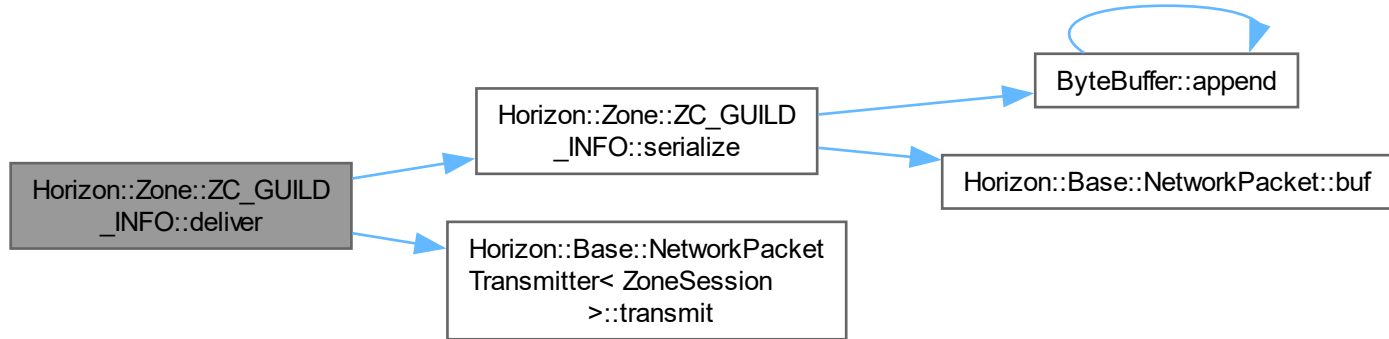 Horizon::Zone::ZC_GUILD
_INFO::deliver
Horizon::Zone::ZC_GUILD
_INFO::serialize
Horizon::Base::NetworkPacket
Transmitter< ZoneSession
>::transmit
ByteBuffer::append
Horizon::Base::NetworkPacket::buf